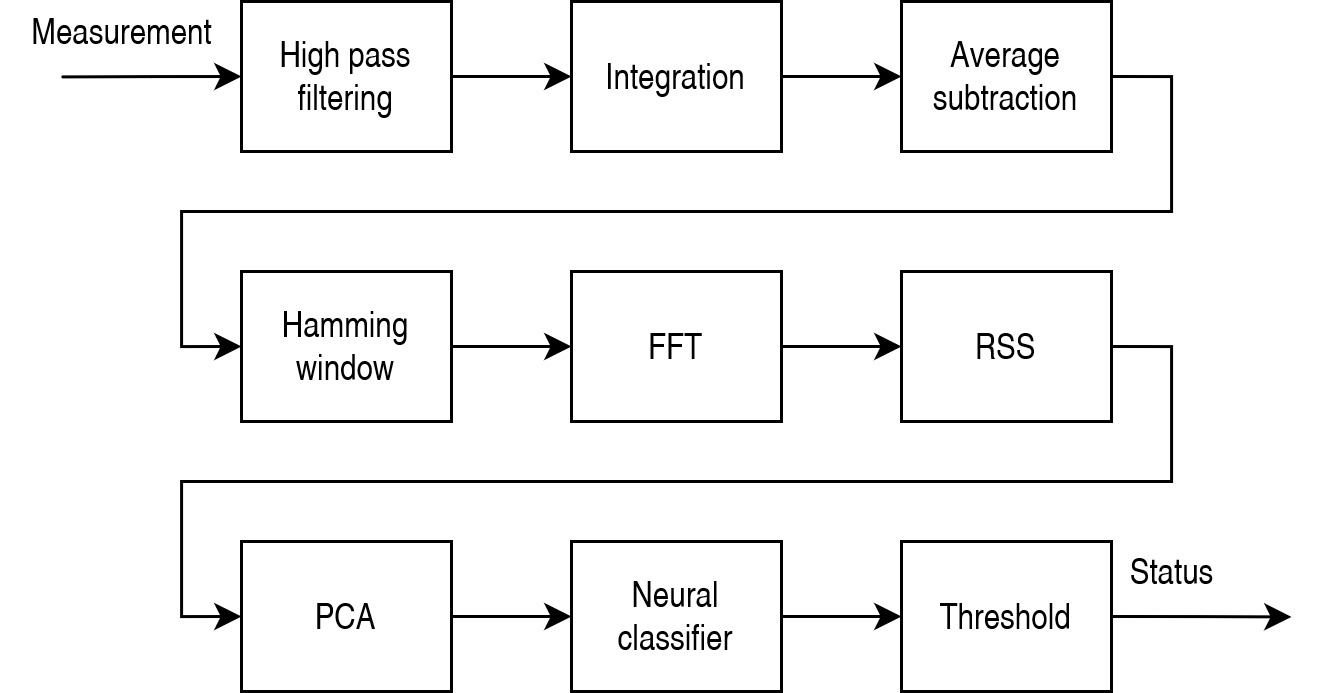 Measurement
High pass
filtering
Integration
Average
subtraction
Hamming
window
FFT
RSS
PCA
Neural
classifier
Threshold
Status